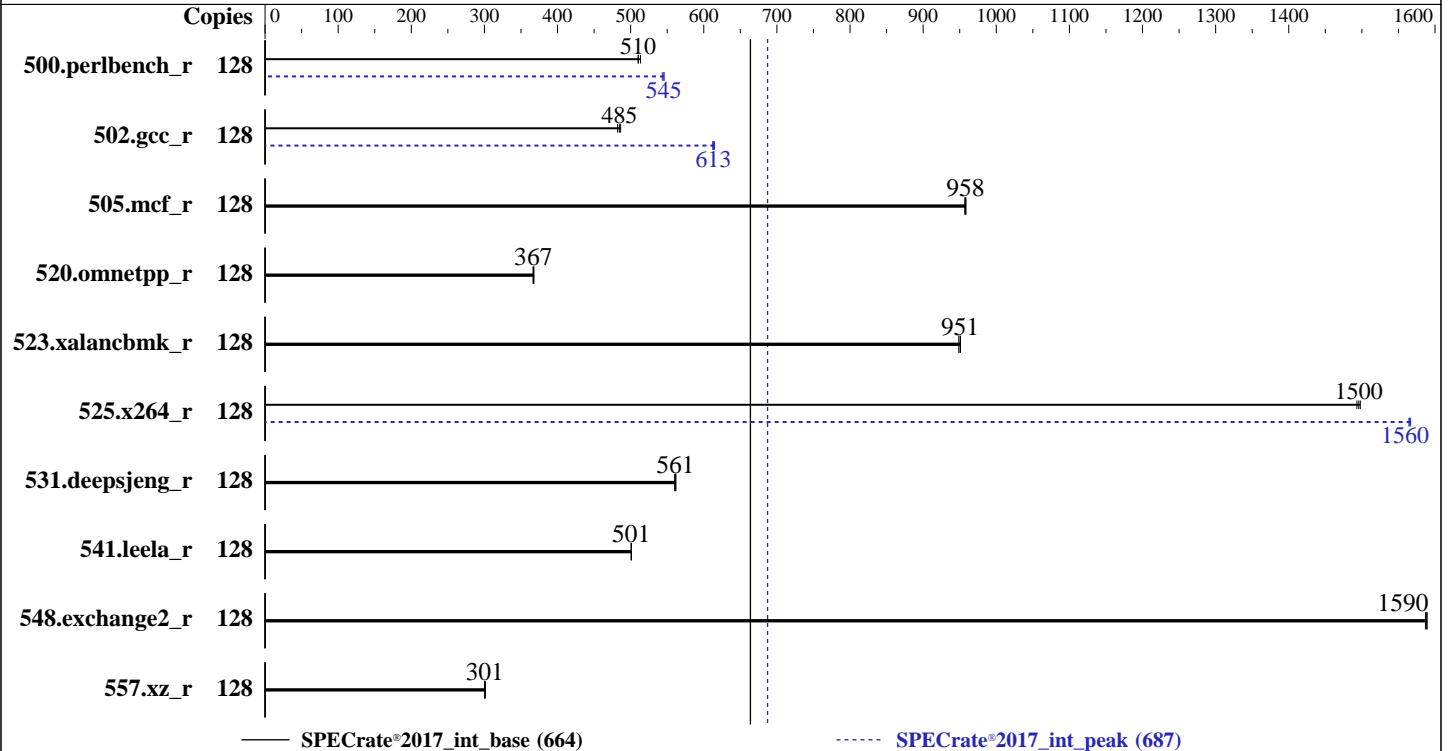 Copies 0 100 200 300 400 500 600 700 800 900 1000 1100 1200 1300 1400 1600
500.perlbench_r 128 510
545
502.gcc_r 128 485
613
505.mcf_r 128 958
520.omnetpp_r 128 367
523.xalancbmk_r 128 951
525.x264_r 128 1500
1560
531.deepsjeng_r 128 561
541.leela_r 128 501
548.exchange2_r 128 1590
557.xz_r 128 301
SPECrate®2017_int_base (664) SPECrate®2017_int_peak (687)